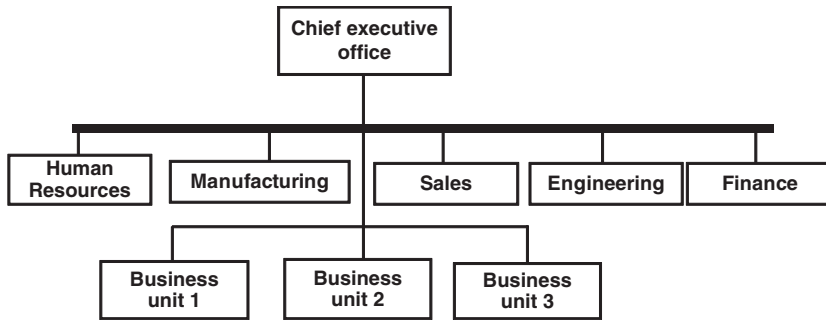 Chief executive
office
Human
Resources
Manufacturing
Sales
Engineering
Finance
Business
unit 1
Business
unit 2
Business
unit 3